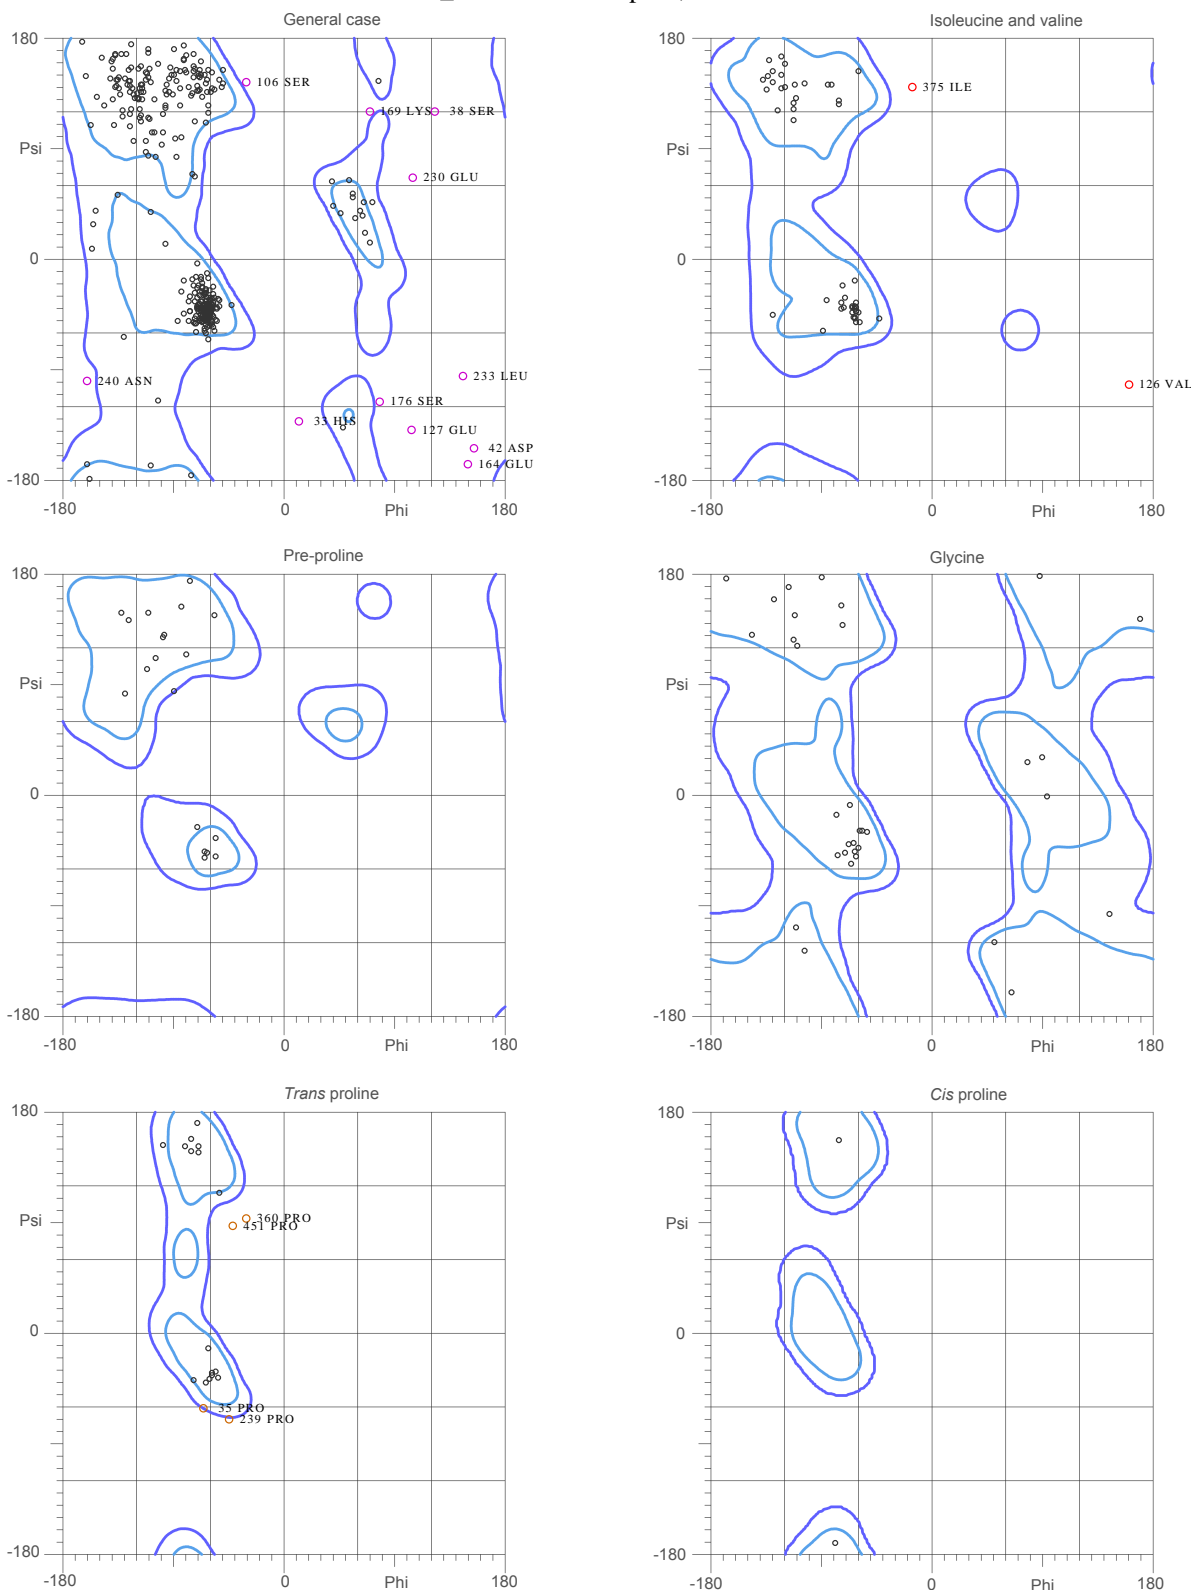 General case
180
Psi
0
-180
-180
0
Phi
180
106 SER
169 LYS
38 SER
230 GLU
240 ASN
233 LEU
176 SER
33 HIS
127 GLU
42 ASP
164 GLU
Isoleucine and valine
180
Psi
0
-180
-180
0
Phi
180
375 ILE
126 VAL
Pre-proline
180
Psi
0
-180
-180
0
Phi
180
Glycine
180
Psi
0
-180
-180
0
Phi
180
Trans proline
180
Psi
0
-180
-180
0
Phi
180
360 PRO
451 PRO
35 PRO
239 PRO
Cis proline
180
Psi
0
-180
-180
0
Phi
180